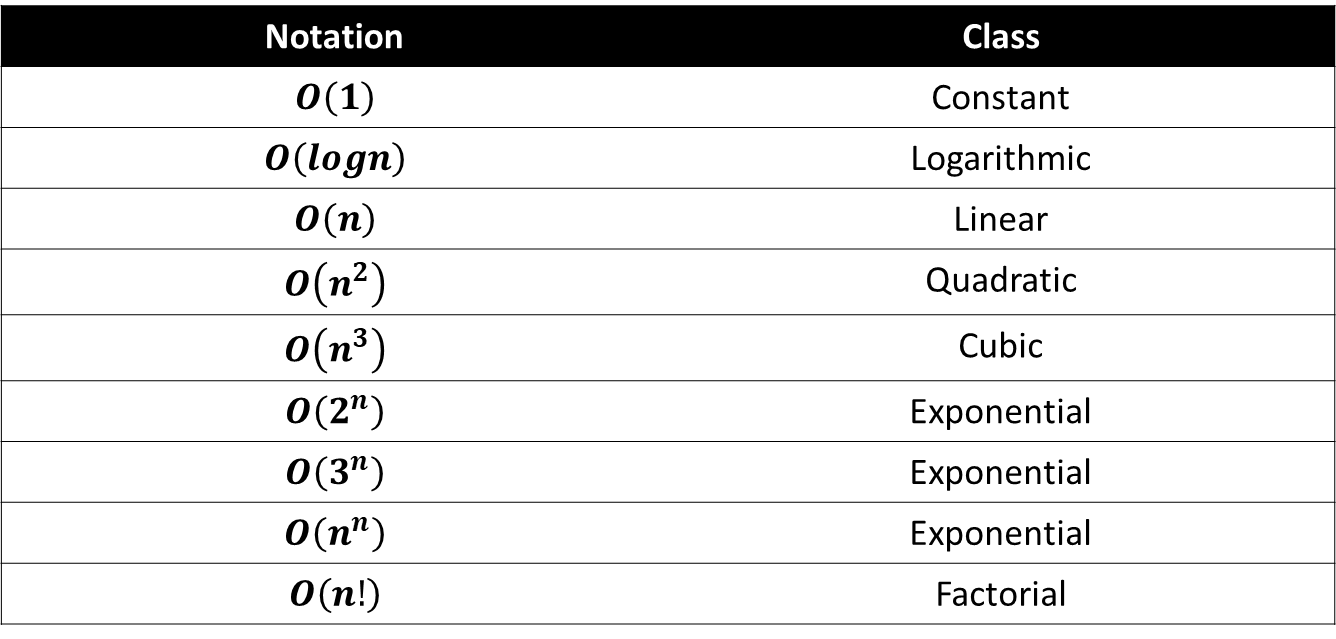 Notation Class
O(1) Constant
O(logn) Logarithmic
O(n) Linear
O(n²) Quadratic
O(n³) Cubic
O(2ⁿ) Exponential
O(3ⁿ) Exponential
O(nⁿ) Exponential
O(n!) Factorial